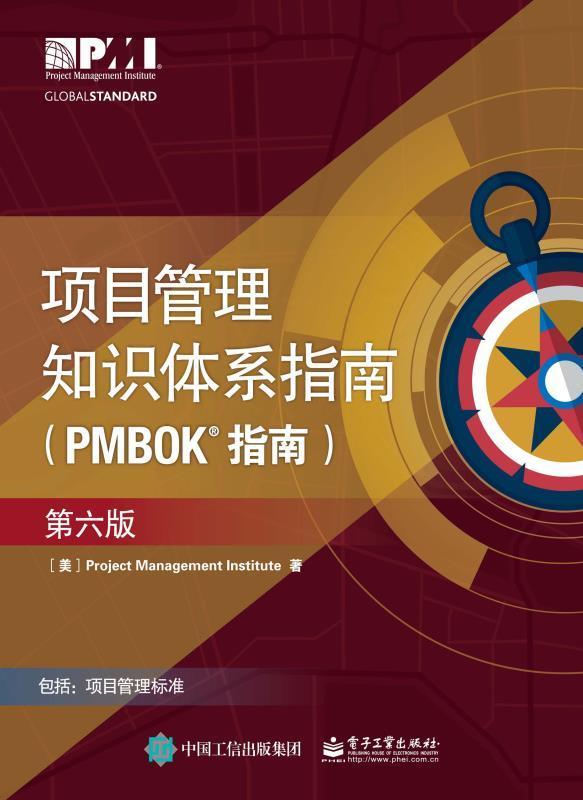 PMI®
Project Management Institute
GLOBALSTANDARD
项目管理
知识体系指南
（PMBOK®指南）
第六版
［美］Project Management Institute 著
包括：项目管理标准
中国工信出版集团
电子工业出版社·
PUBLISHING HOUSE OF ELECTRONICS INDUSTRY
PHEI http://www.phei.com.cn